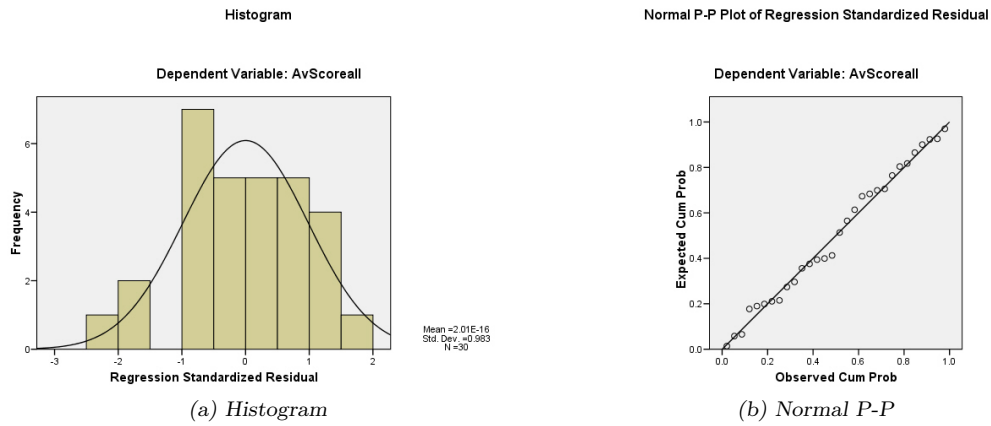 Histogram
Dependent Variable: AvScoreall
Frequency
6
4
2
0
-3 -2 -1 0 1 2
Regression Standardized Residual
Mean =2.01E-16
Std. Dev. =0.983
N =30
(a) Histogram
Normal P-P Plot of Regression Standardized Residual
Dependent Variable: AvScoreall
Expected Cum Prob
1.0
0.8
0.6
0.4
0.2
0.0
0.0 0.2 0.4 0.6 0.8 1.0
Observed Cum Prob
(b) Normal P-P